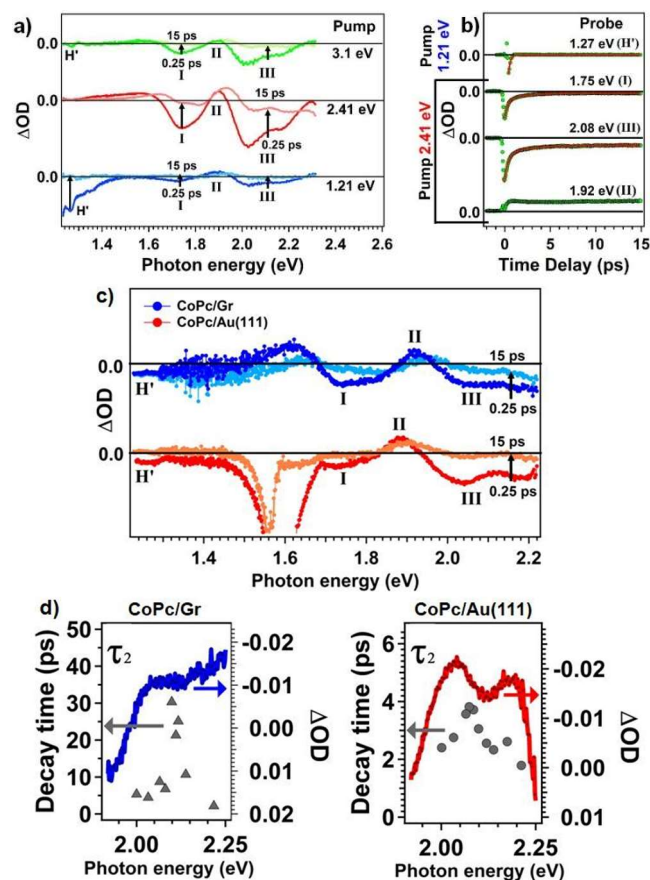 a)
Pump
15 ps
0.0
H'
0.25 ps
I
II
III
3.1 eV
0.0
15 ps
I
II
0.25 ps
III
2.41 eV
0.0
15 ps
0.25 ps
H'
I
II
III
1.21 eV
ΔOD
1.4 1.6 1.8 2.0 2.2 2.4 2.6
Photon energy (eV)
b)
Probe
Pump 1.21 eV
0.0
1.27 eV (H')
Pump 2.41 eV
ΔOD
1.75 eV (I)
2.08 eV (III)
1.92 eV (II)
0.0
0 5 10 15
Time Delay (ps)
c)
CoPc/Gr
CoPc/Au(111)
0.0
H'
I
II
III
15 ps
0.25 ps
0.0
H'
I
II
III
15 ps
0.25 ps
ΔOD
1.4 1.6 1.8 2.0 2.2
Photon energy (eV)
d)
CoPc/Gr
τ2
Decay time (ps)
50
40
30
20
10
0
-0.02
-0.01
0.00
0.01
0.02
ΔOD
2.00 2.25
Photon energy (eV)
CoPc/Au(111)
τ2
Decay time (ps)
6
4
2
0
-0.02
-0.01
0.00
0.01
ΔOD
2.00 2.25
Photon energy (eV)